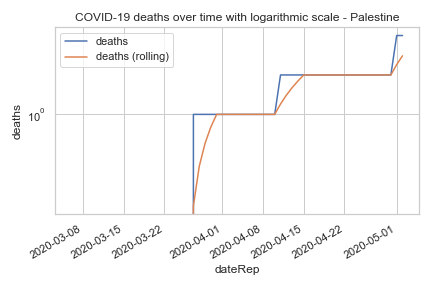 COVID-19 deaths over time with logarithmic scale - Palestine
deaths
deaths (rolling)
deaths
10⁰
2020-03-08
2020-03-15
2020-03-22
2020-04-01
2020-04-08
2020-04-15
2020-04-22
2020-05-01
dateRep